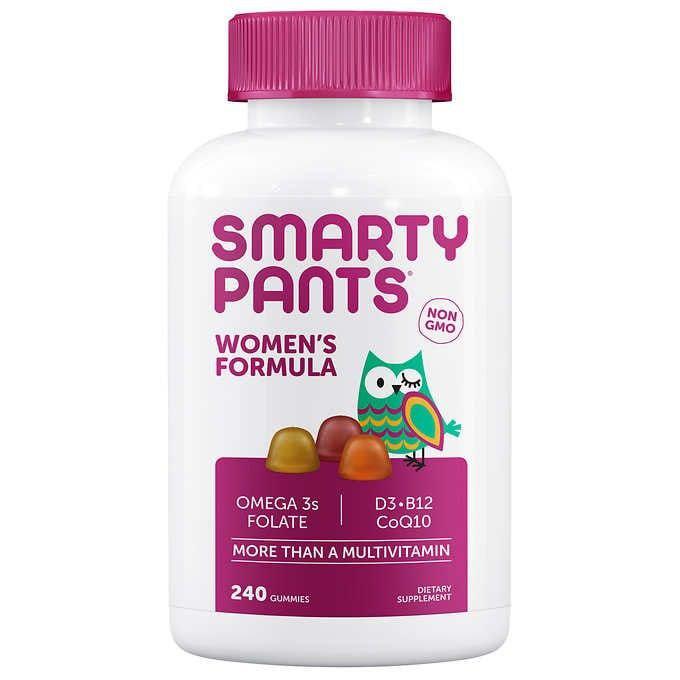 SMARTY
PANTS®
NON
GMO
WOMEN'S
FORMULA
OMEGA 3s
FOLATE
D3•B12
CoQ10
MORE THAN A MULTIVITAMIN
240 GUMMIES
DIETARY
SUPPLEMENT